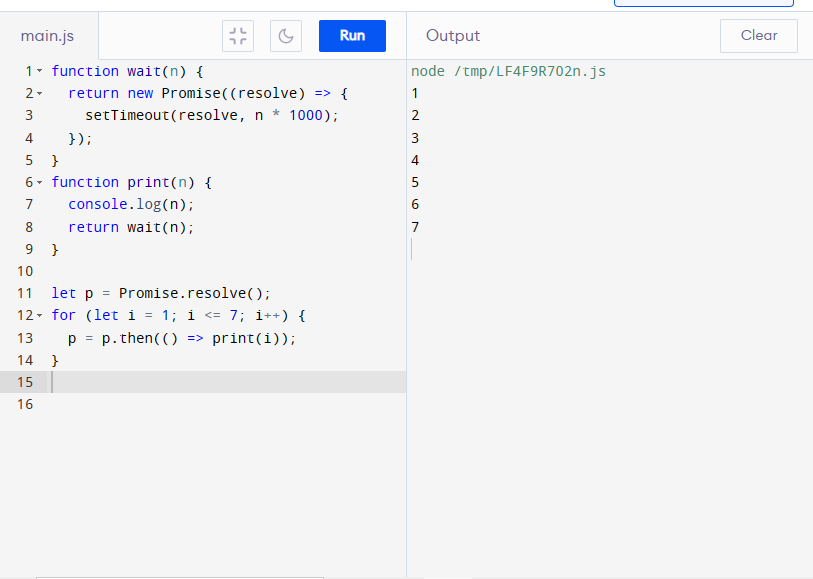 main.js
Run
Output
Clear
1 function wait(n) {
2   return new Promise((resolve) => {
3     setTimeout(resolve, n * 1000);
4   });
5 }
6 function print(n) {
7   console.log(n);
8   return wait(n);
9 }
10
11 let p = Promise.resolve();
12 for (let i = 1; i <= 7; i++) {
13   p = p.then(() => print(i));
14 }
15
16
node /tmp/LF4F9R7O2n.js
1
2
3
4
5
6
7